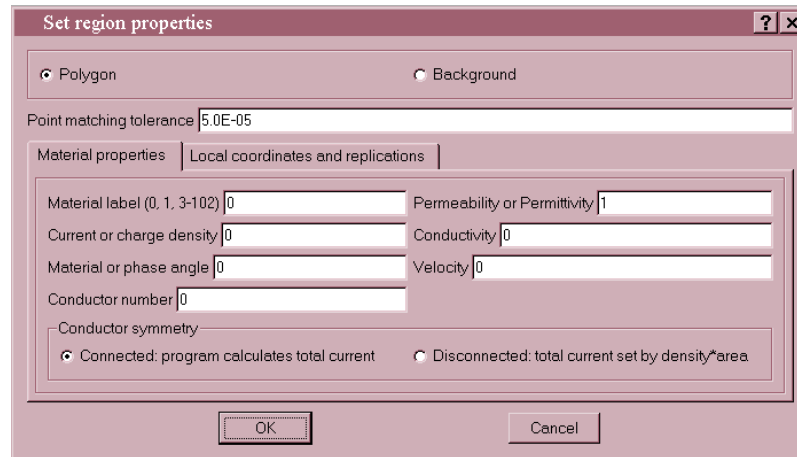 Set region properties ? ×
Polygon Background
Point matching tolerance 5.0E-05
Material properties Local coordinates and replications
Material label (0, 1, 3-102) 0 Permeability or Permittivity 1
Current or charge density 0 Conductivity 0
Material or phase angle 0 Velocity 0
Conductor number 0
Conductor symmetry
Connected: program calculates total current Disconnected: total current set by density*area
OK Cancel